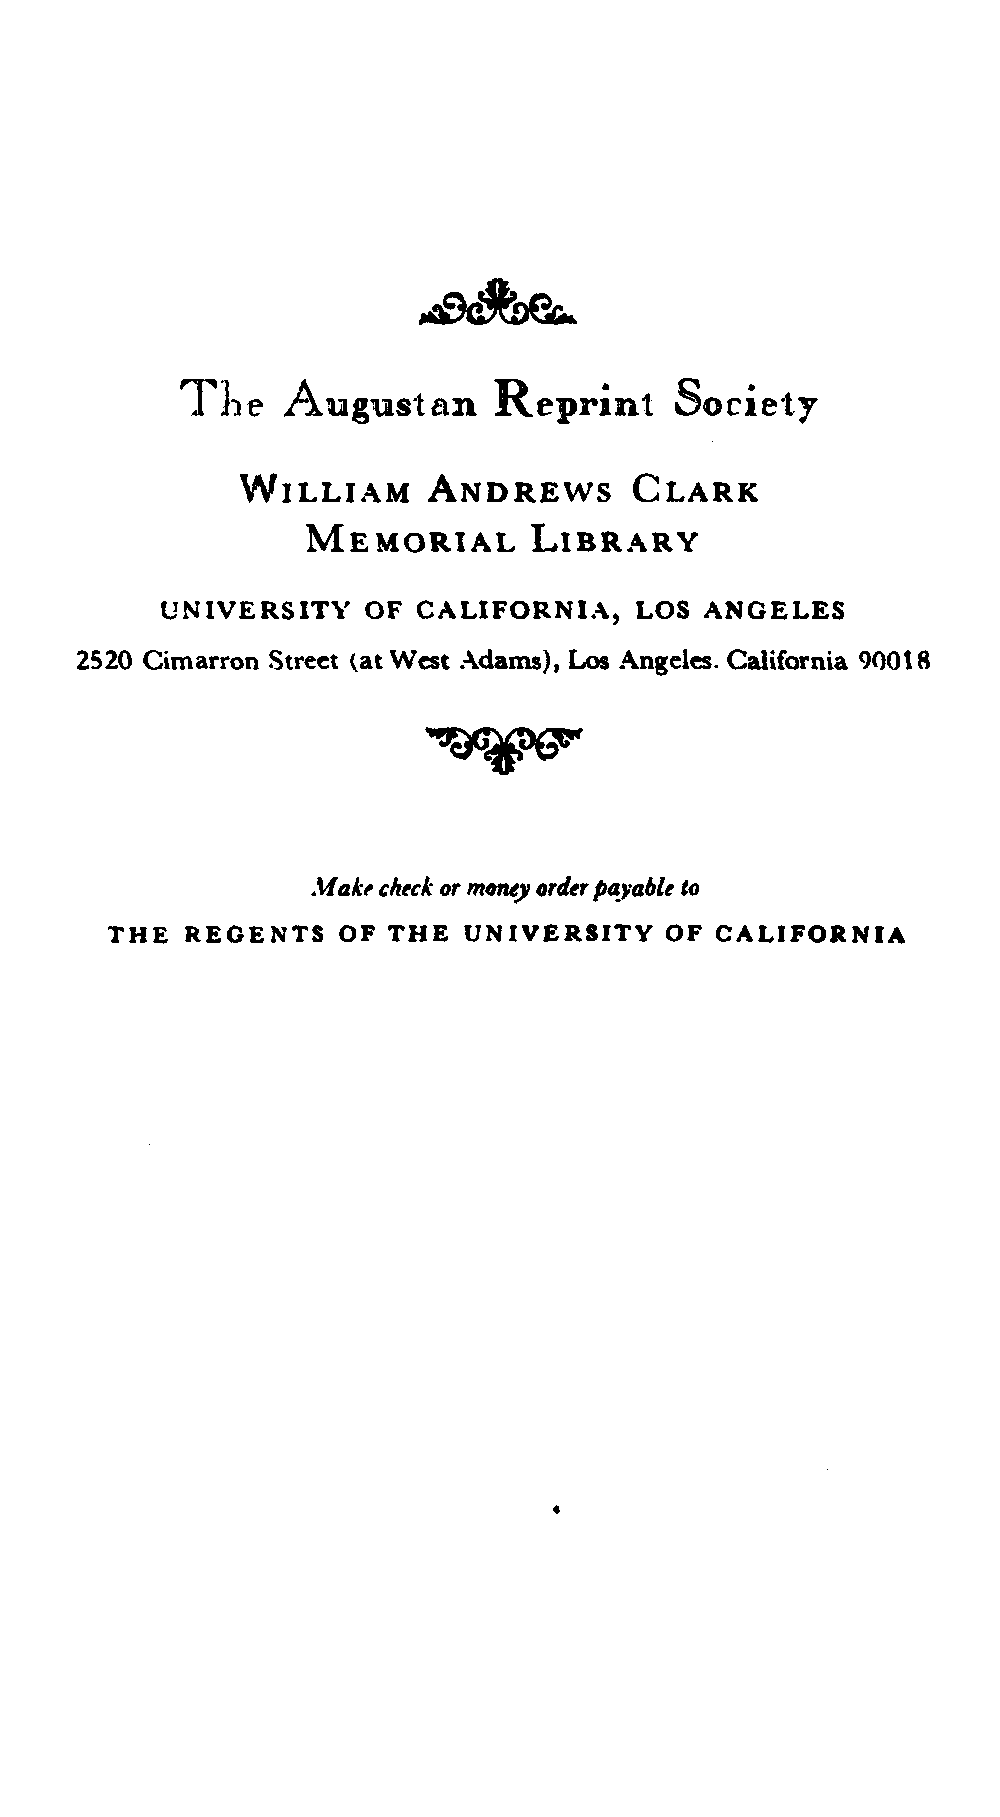 The Augustan Reprint Society
WILLIAM ANDREWS CLARK
MEMORIAL LIBRARY
UNIVERSITY OF CALIFORNIA, LOS ANGELES
2520 Cimarron Street (at West Adams), Los Angeles. California 90018
Make check or money order payable to
THE REGENTS OF THE UNIVERSITY OF CALIFORNIA